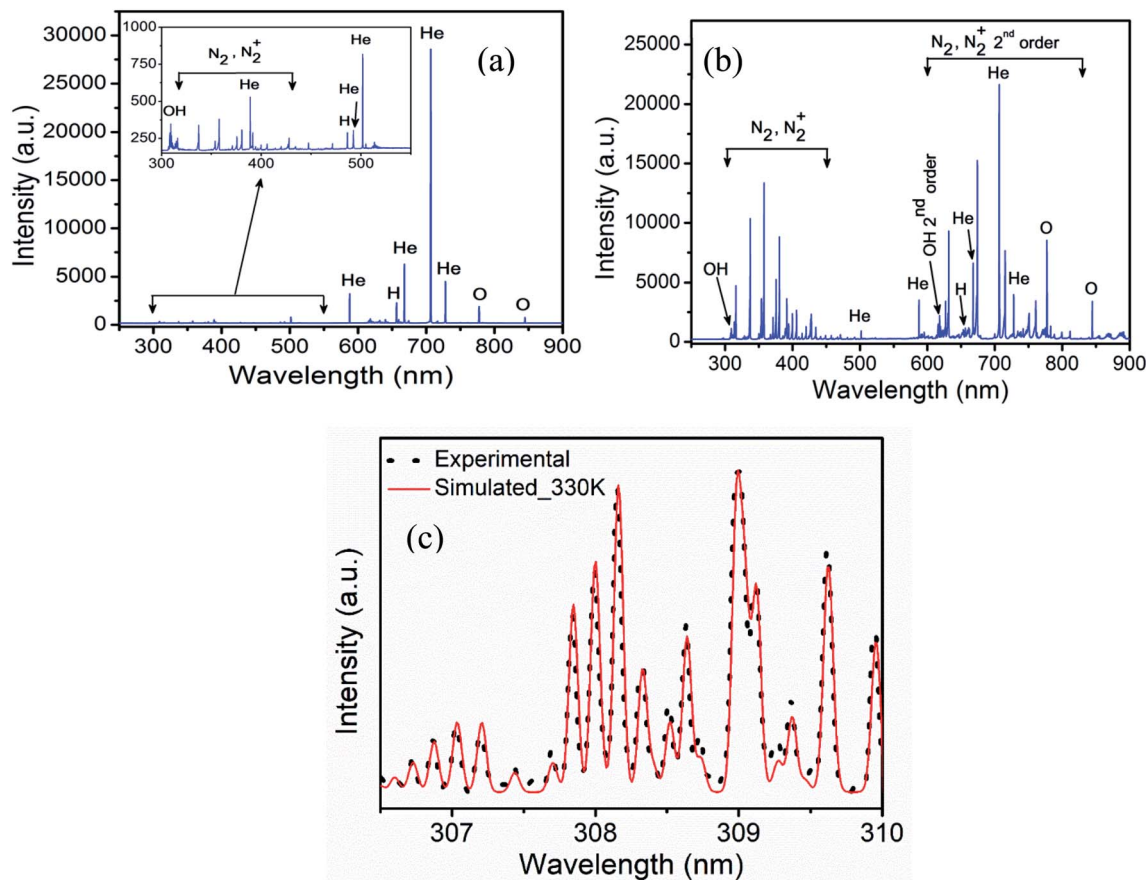 (a)
30000
25000
20000
15000
10000
5000
0
Intensity (a.u.)
250 300 400 500 600 700 800 900
Wavelength (nm)
1000
750
500
250
300 400 500
OH
N₂ , N₂⁺
He
H
He
He
He
H
He
He
He
O
O
(b)
25000
20000
15000
10000
5000
0
Intensity (a.u.)
300 400 500 600 700 800 900
Wavelength (nm)
N₂, N₂⁺ 2nd order
N₂, N₂⁺
OH
He
He
OH 2nd order
H
He
He
He
O
O
(c)
Experimental
Simulated_330K
Intensity (a.u.)
307 308 309 310
Wavelength (nm)